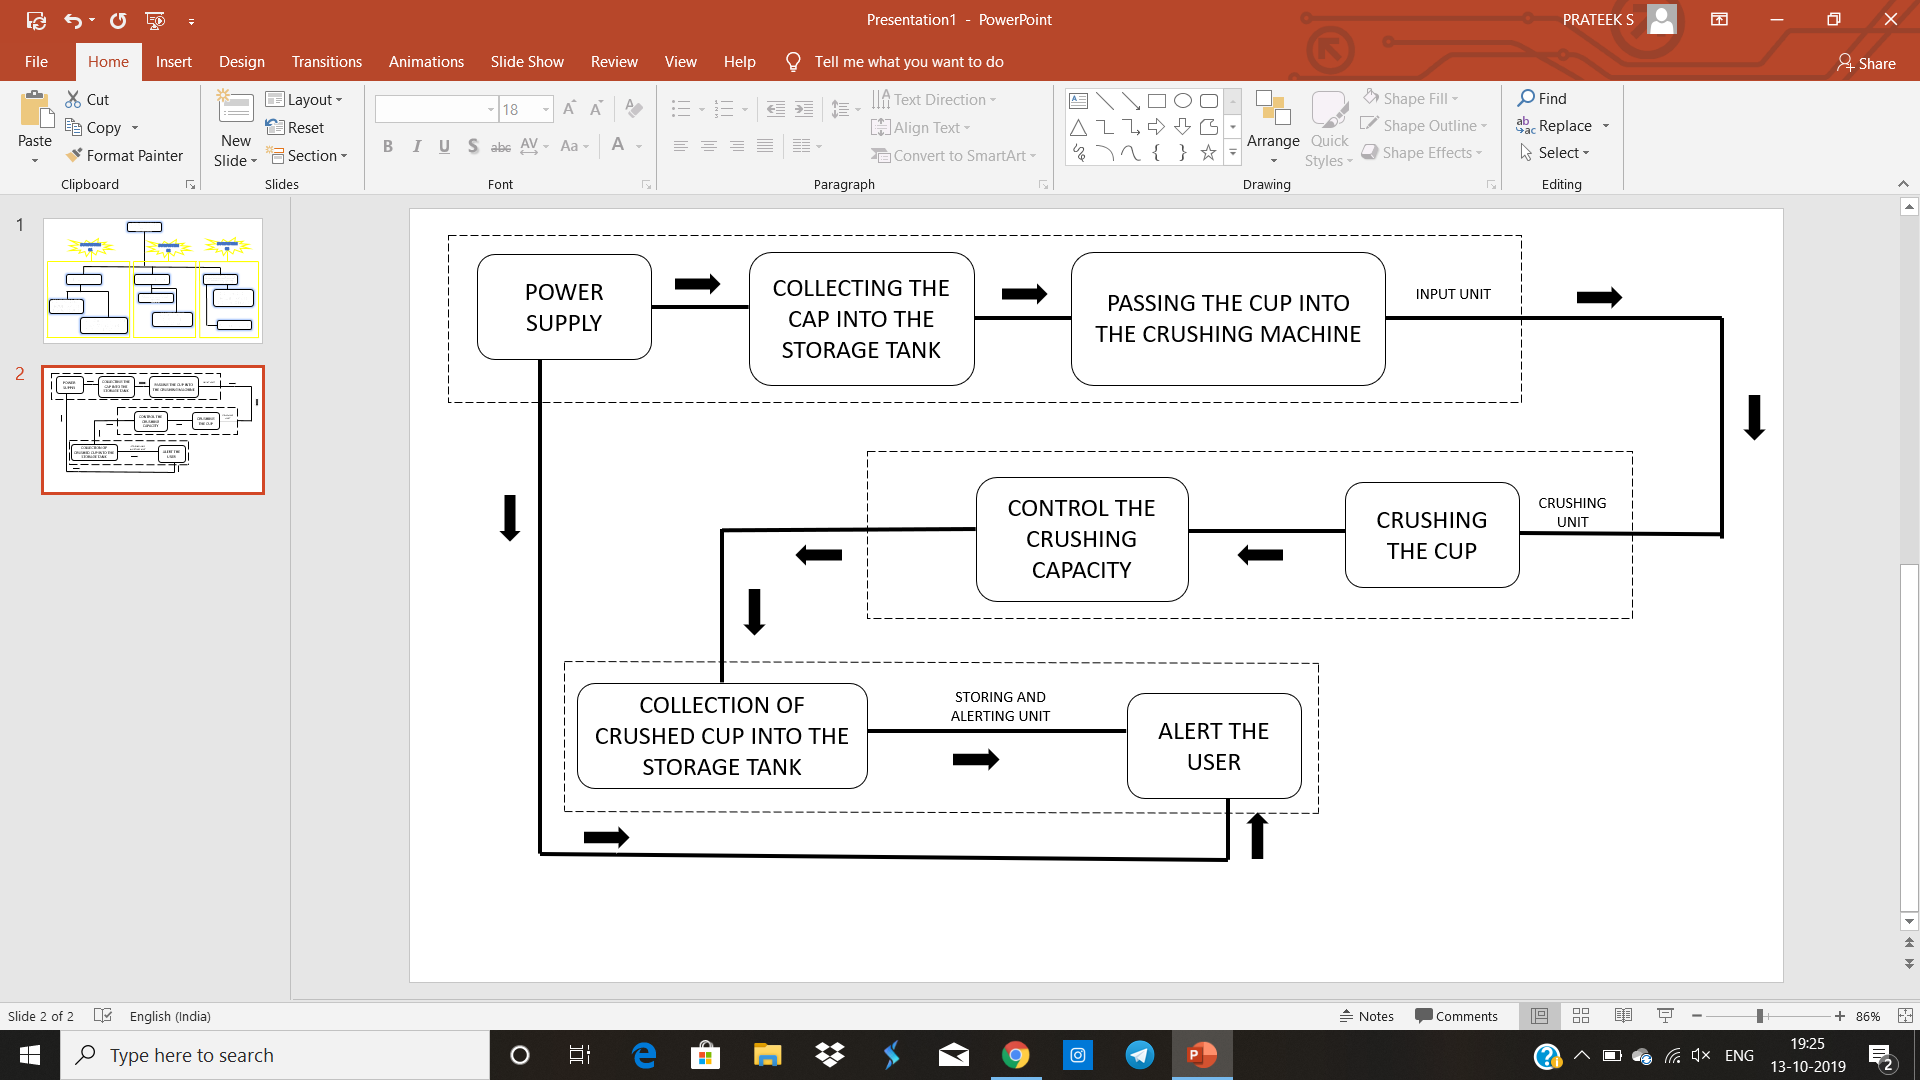 Presentation1 - PowerPoint
PRATEEK S
File Home Insert Design Transitions Animations Slide Show Review View Help Tell me what you want to do
Share
Paste
Cut
Copy
Format Painter
Clipboard
New
Slide
Layout
Reset
Section
Slides
18
B I U S abc AV Aa A
Font
Text Direction
Align Text
Convert to SmartArt
Paragraph
Arrange
Quick
Styles
Shape Fill
Shape Outline
Shape Effects
Drawing
Find
Replace
Select
Editing
1
2
POWER
SUPPLY
COLLECTING THE
CAP INTO THE
STORAGE TANK
PASSING THE CUP INTO
THE CRUSHING MACHINE
INPUT UNIT
CONTROL THE
CRUSHING
CAPACITY
CRUSHING
THE CUP
CRUSHING
UNIT
COLLECTION OF
CRUSHED CUP INTO THE
STORAGE TANK
STORING AND
ALERTING UNIT
ALERT THE
USER
Slide 2 of 2 English (India)
Notes Comments 86%
Type here to search
ENG
19:25
13-10-2019
2